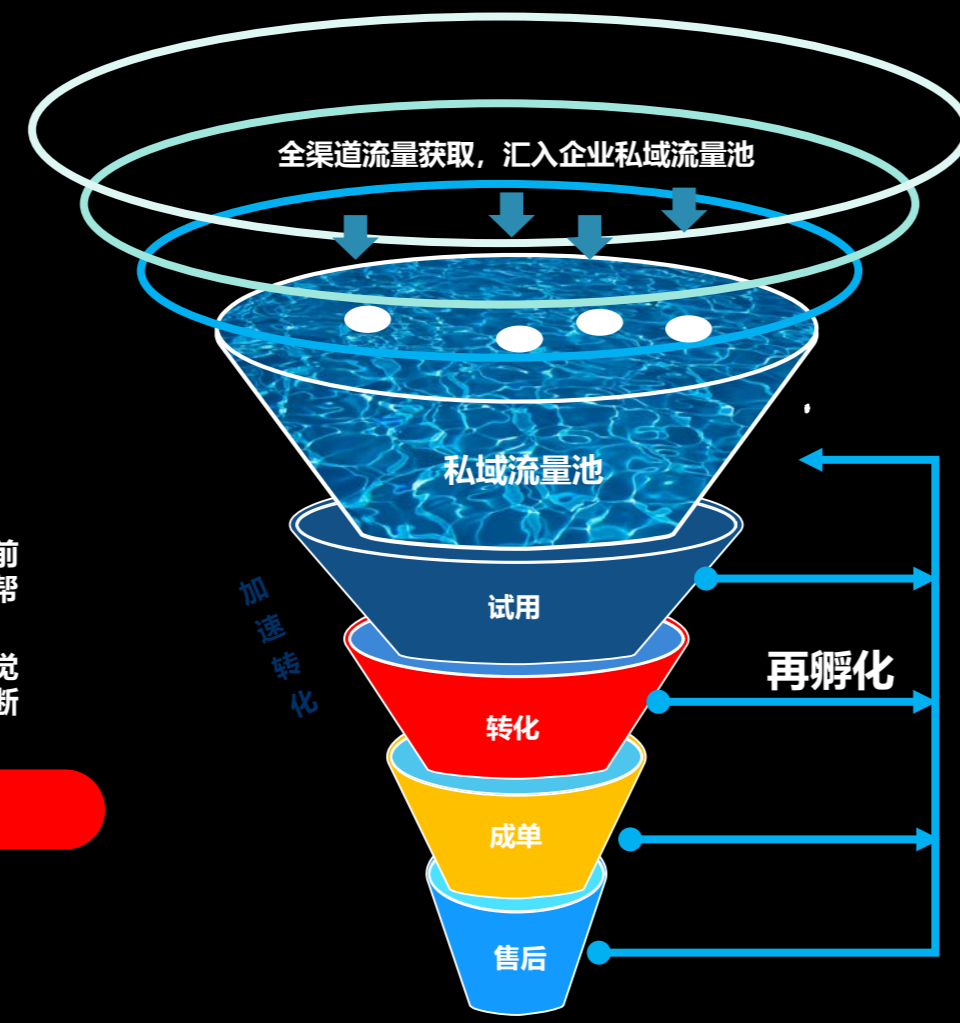 全渠道流量获取，汇入企业私域流量池
私域流量池
前
帮
觉
断
加
速
转
化
试用
再孵化
转化
成单
售后